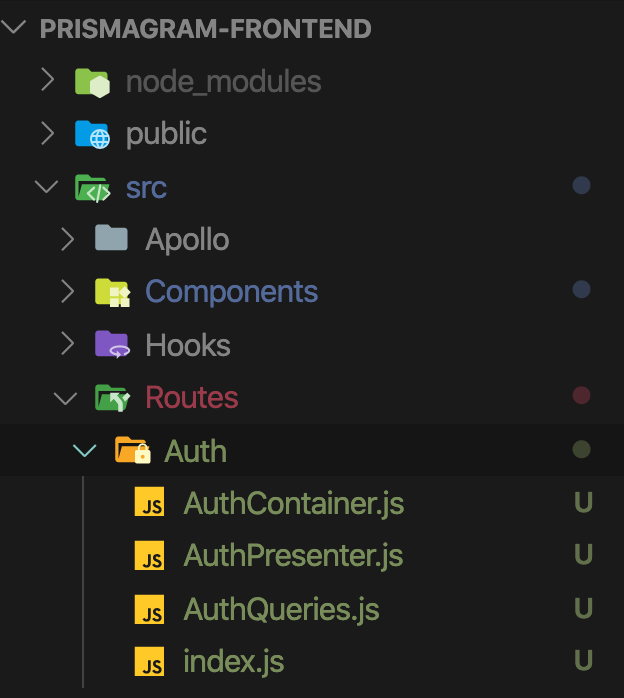 PRISMAGRAM-FRONTEND
node_modules
public
src
Apollo
Components
Hooks
Routes
Auth
JS AuthContainer.js U
JS AuthPresenter.js U
JS AuthQueries.js U
JS index.js U